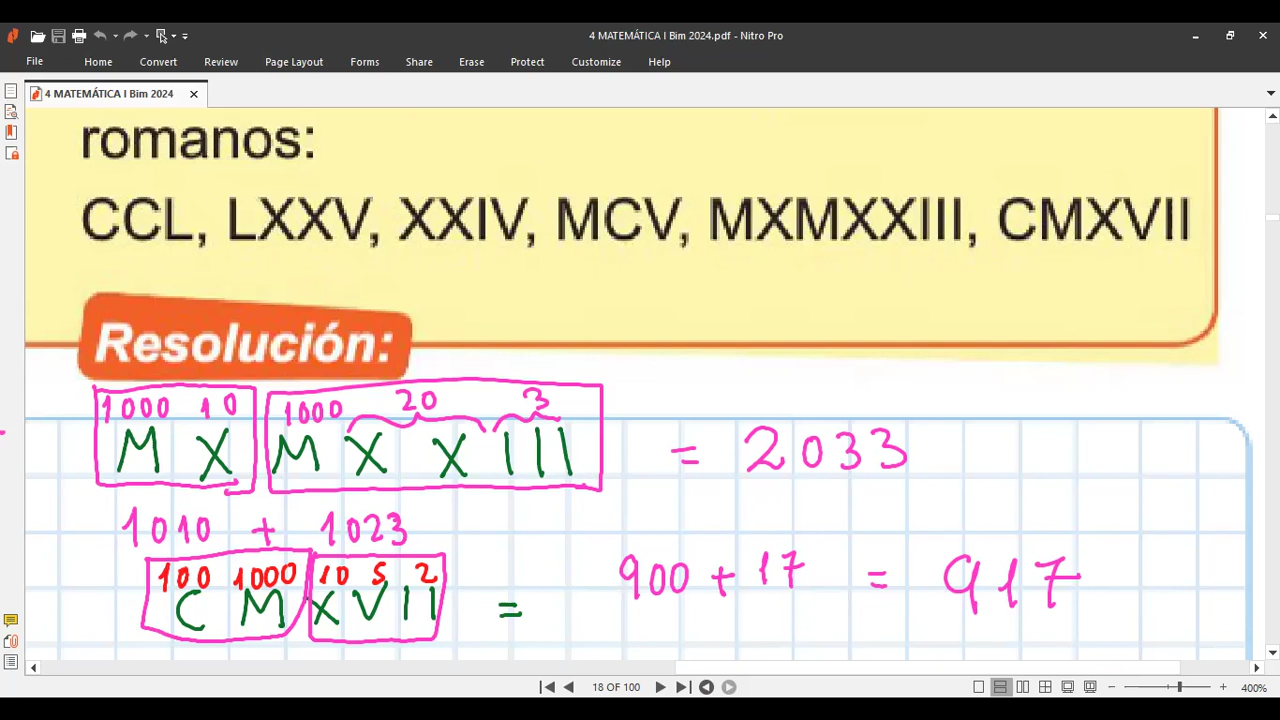 4 MATEMÁTICA I Bim 2024.pdf - Nitro Pro
File Home Convert Review Page Layout Forms Share Erase Protect Customize Help
4 MATEMÁTICA I Bim 2024
romanos:
CCL, LXXV, XXIV, MCV, MXMXXIII, CMXVII
Resolución:
1000 10 1000 20 3
M X M X X III = 2033
1010 + 1023
100 1000 10 5 2
C M X V I I = 900 + 17 = 917
18 OF 100
400%